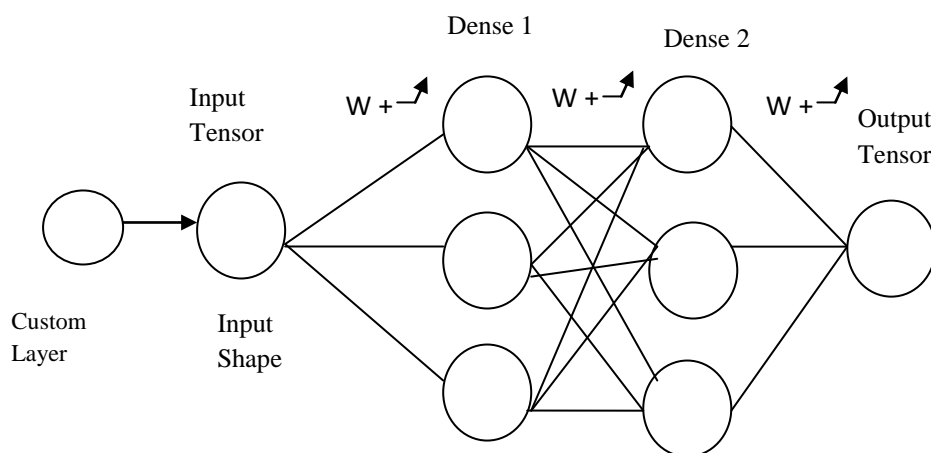 Dense 1
Dense 2
W +
W +
W +
Input
Tensor
Output
Tensor
Custom
Layer
Input
Shape